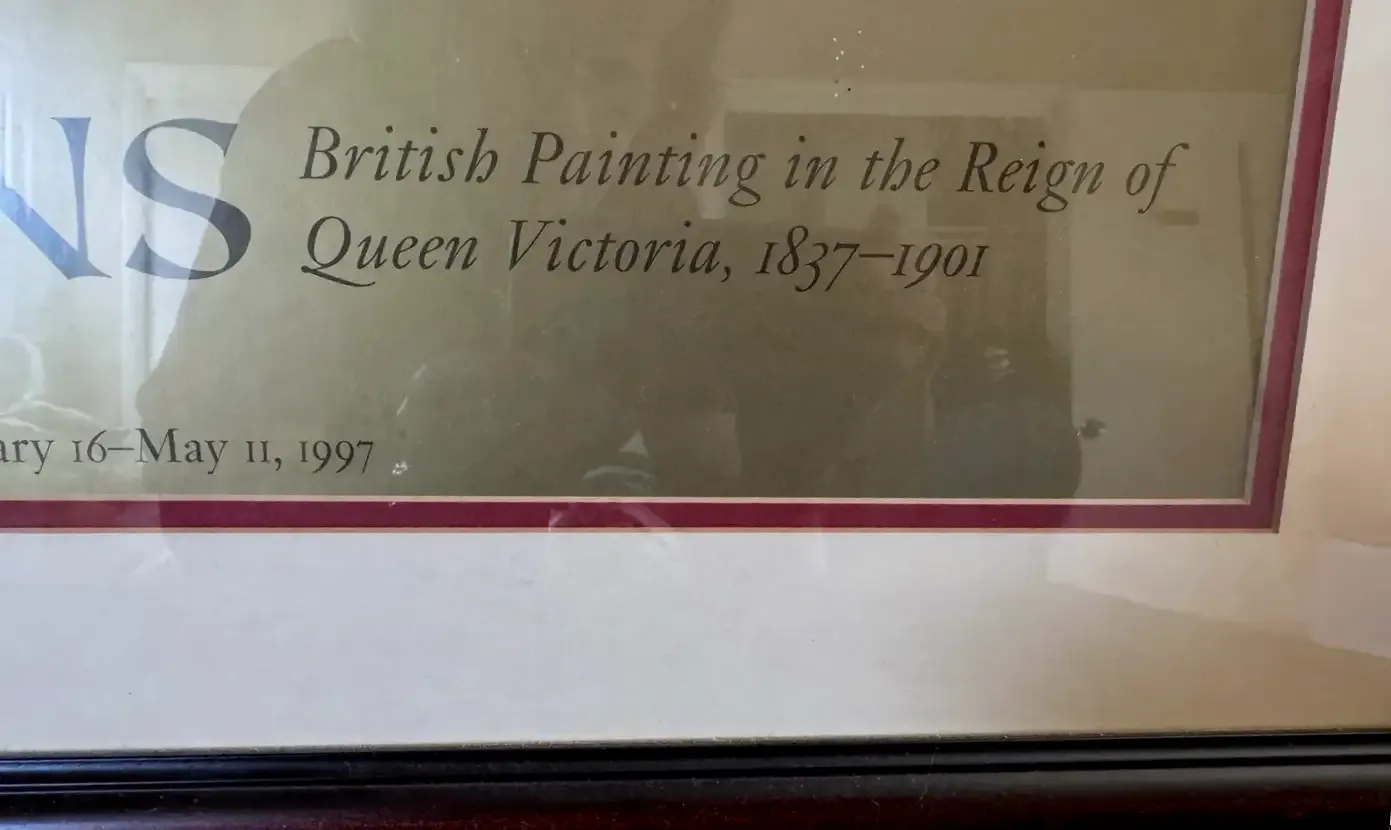 NS
British Painting in the Reign of
Queen Victoria, 1837–1901
ary 16–May 11, 1997